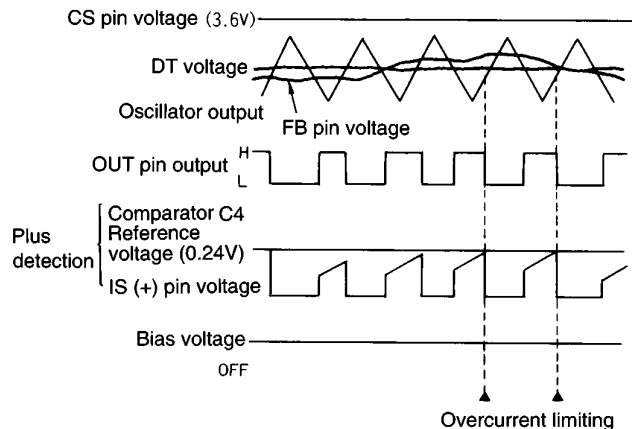 CS pin voltage (3.6V)
DT voltage
Oscillator output
FB pin voltage
OUT pin output
H
L
Plus
detection
Comparator C4
Reference
voltage (0.24V)
IS (+) pin voltage
Bias voltage
OFF
Overcurrent limiting